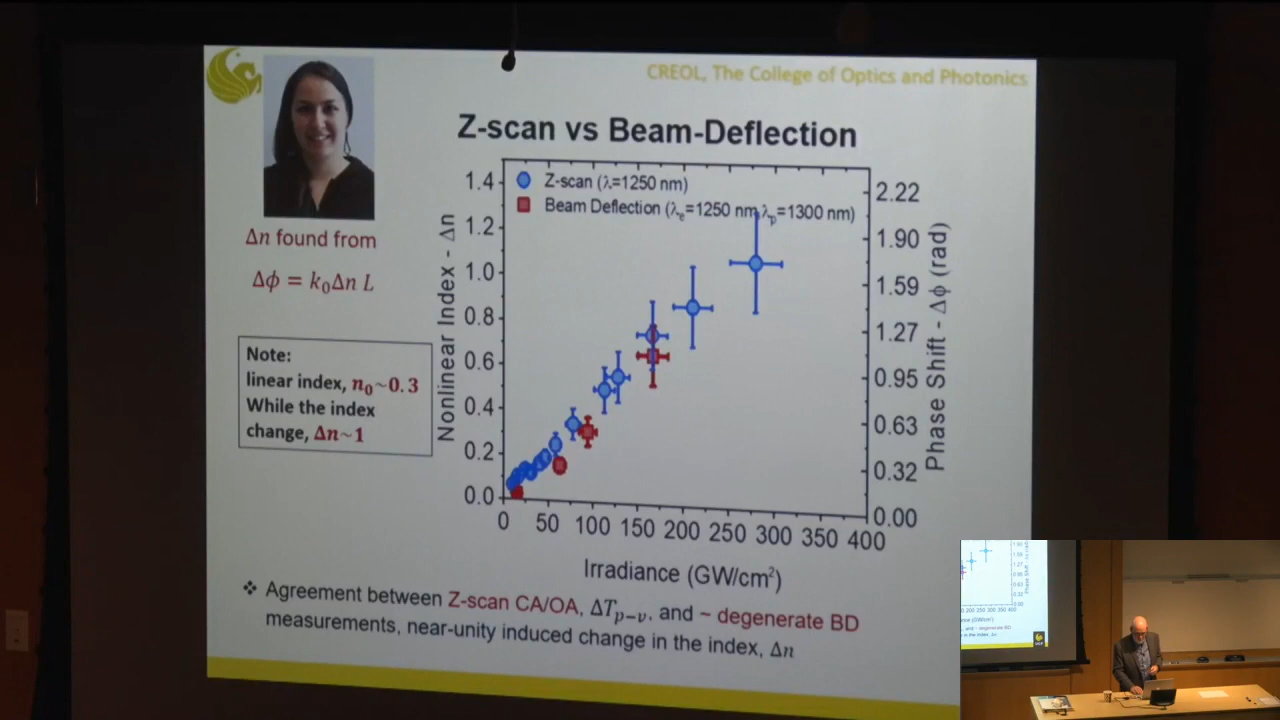 CREOL, The College of Optics and Photonics
Z-scan vs Beam-Deflection
Δn found from
Δϕ = k₀Δn L
Note:
linear index, n₀~0.3
While the index
change, Δn~1
Nonlinear Index - Δn
1.4
1.2
1.0
0.8
0.6
0.4
0.2
0.0
Z-scan (λ=1250 nm)
Beam Deflection (λₑ=1250 nm,λₚ=1300 nm)
2.22
1.90
1.59
1.27
0.95
0.63
0.32
0.00
Phase Shift - Δϕ (rad)
0 50 100 150 200 250 300 350 400
Irradiance (GW/cm²)
❖ Agreement between Z-scan CA/OA, ΔTₚ₋ᵥ, and ~ degenerate BD
measurements, near-unity induced change in the index, Δn